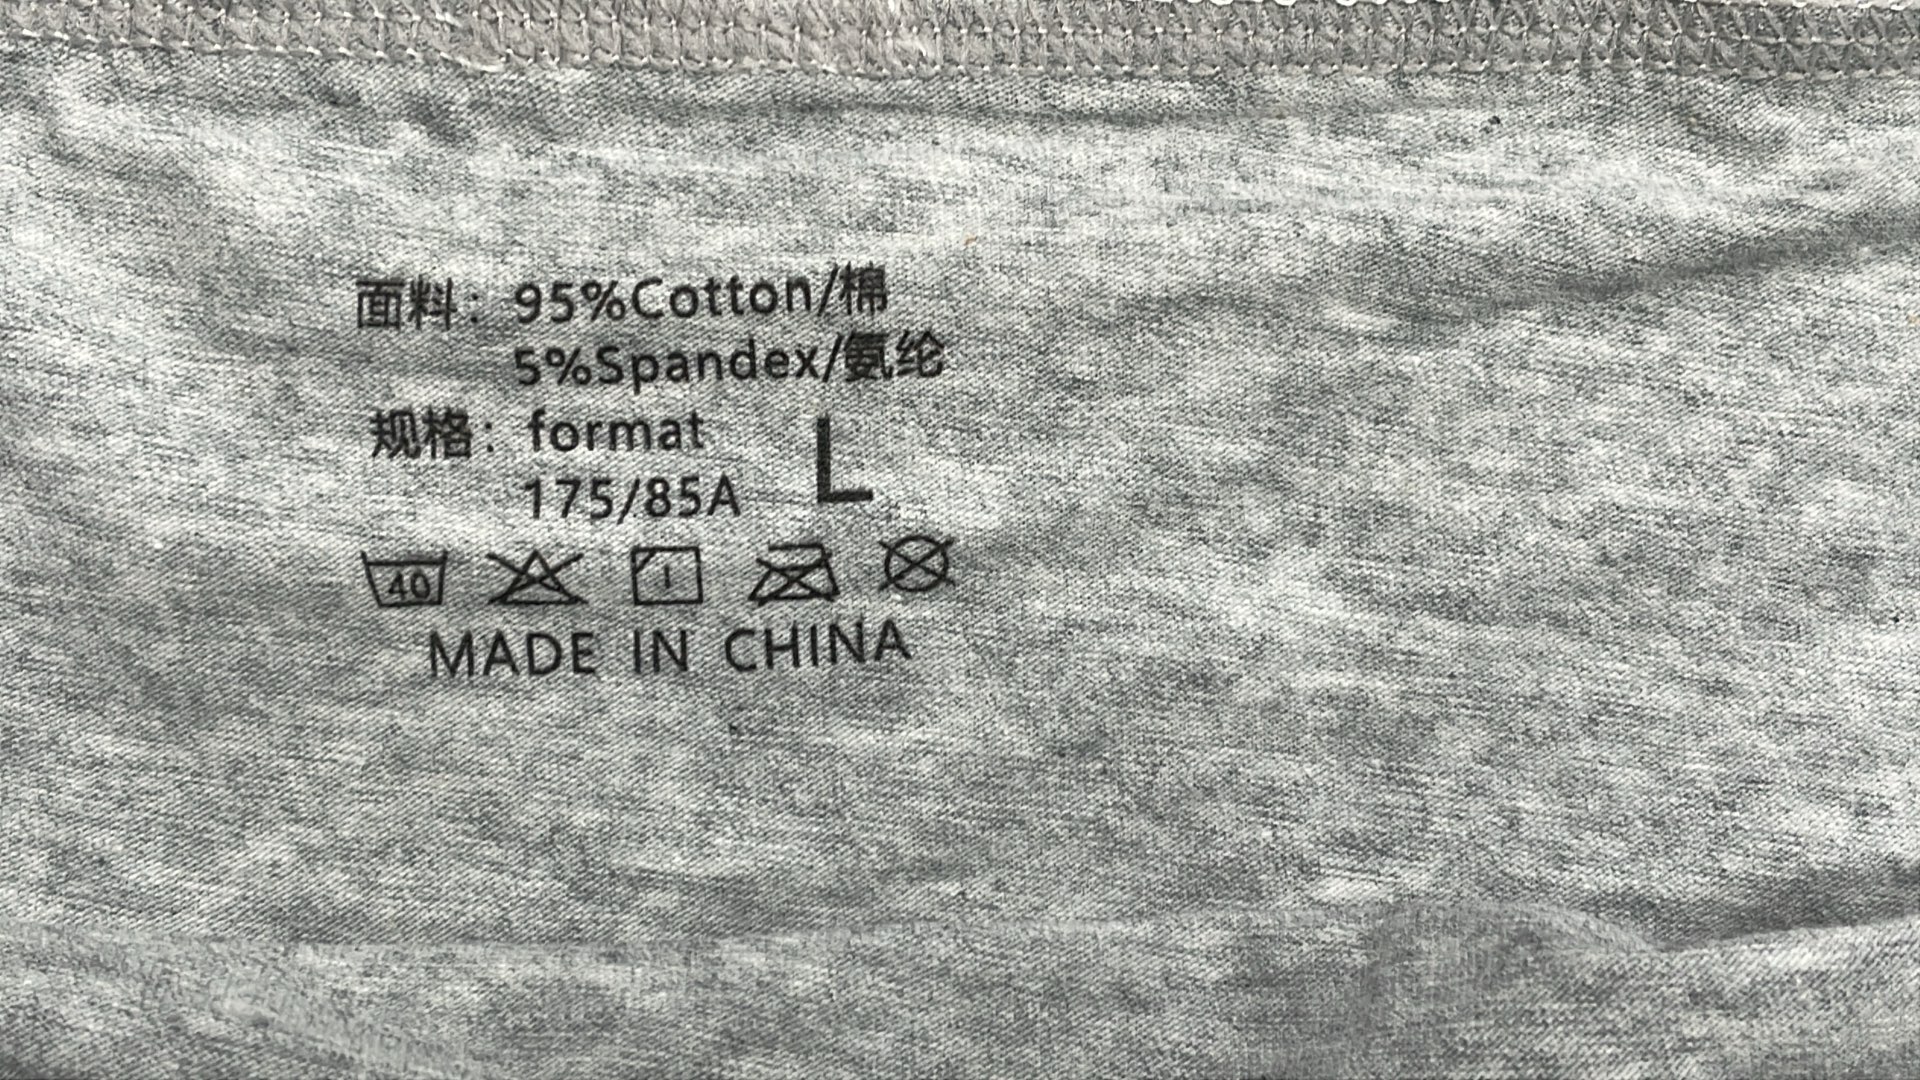 面料：95%Cotton/棉
5%Spandex/氨纶
规格：format
175/85A L
40
MADE IN CHINA